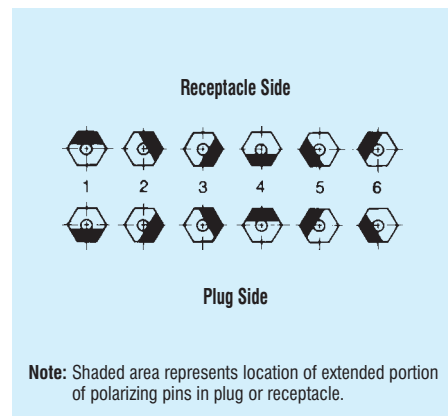 Receptacle Side
1 2 3 4 5 6
Plug Side
Note: Shaded area represents location of extended portion
of polarizing pins in plug or receptacle.